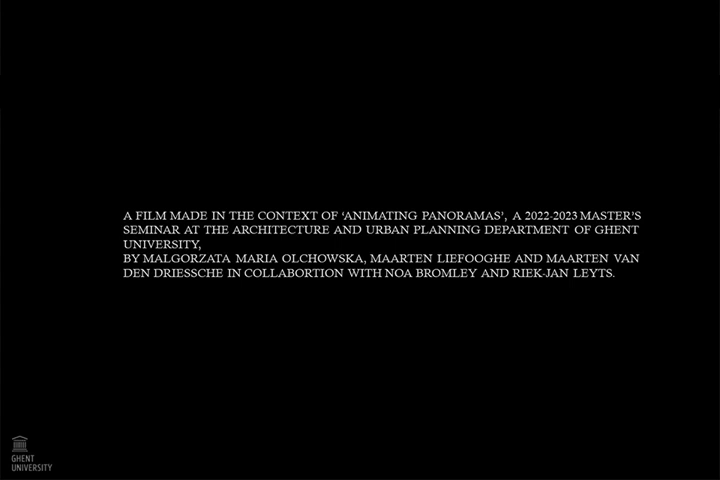 A FILM MADE IN THE CONTEXT OF ‘ANIMATING PANORAMAS’, A 2022-2023 MASTER’S
SEMINAR AT THE ARCHITECTURE AND URBAN PLANNING DEPARTMENT OF GHENT
UNIVERSITY,
BY MALGORZATA MARIA OLCHOWSKA, MAARTEN LIEFOOGHE AND MAARTEN VAN
DEN DRIESSCHE IN COLLABORTION WITH NOA BROMLEY AND RIEK-JAN LEYTS.
GHENT
UNIVERSITY